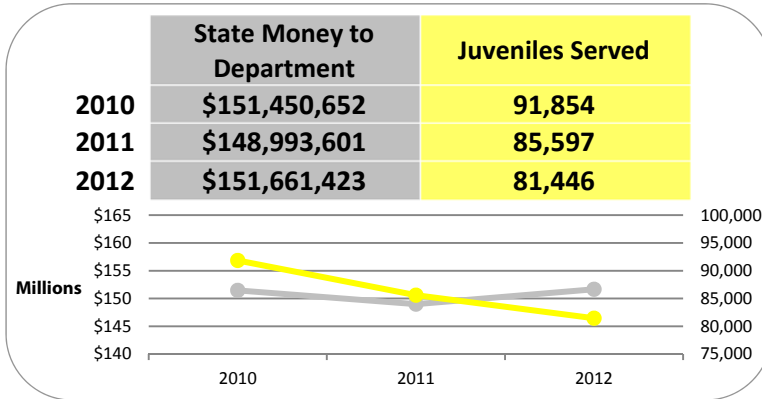 State Money to
Department
Juveniles Served
2010 $151,450,652 91,854
2011 $148,993,601 85,597
2012 $151,661,423 81,446
$165 100,000
$160 95,000
$155 90,000
Millions
$150 85,000
$145 80,000
$140 75,000
2010 2011 2012